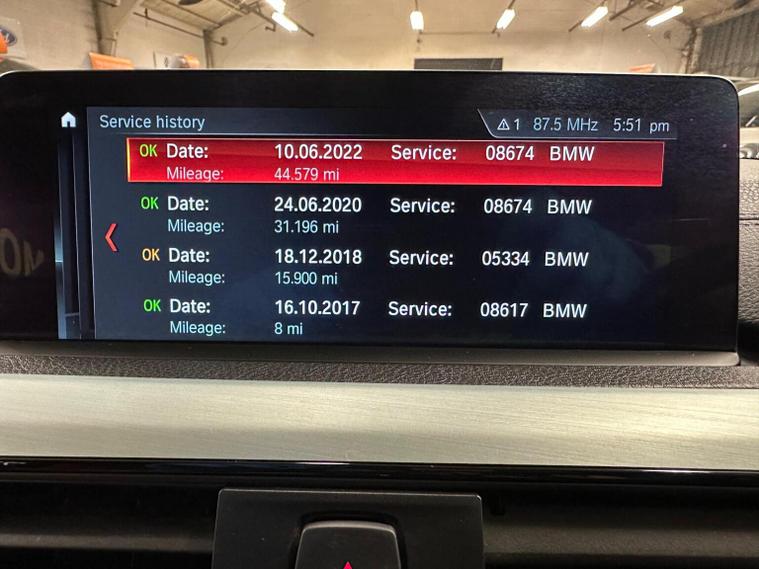 Service history
1 87.5 MHz 5:51 pm
OK Date: 10.06.2022 Service: 08674 BMW
Mileage: 44.579 mi
OK Date: 24.06.2020 Service: 08674 BMW
Mileage: 31.196 mi
OK Date: 18.12.2018 Service: 05334 BMW
Mileage: 15.900 mi
OK Date: 16.10.2017 Service: 08617 BMW
Mileage: 8 mi